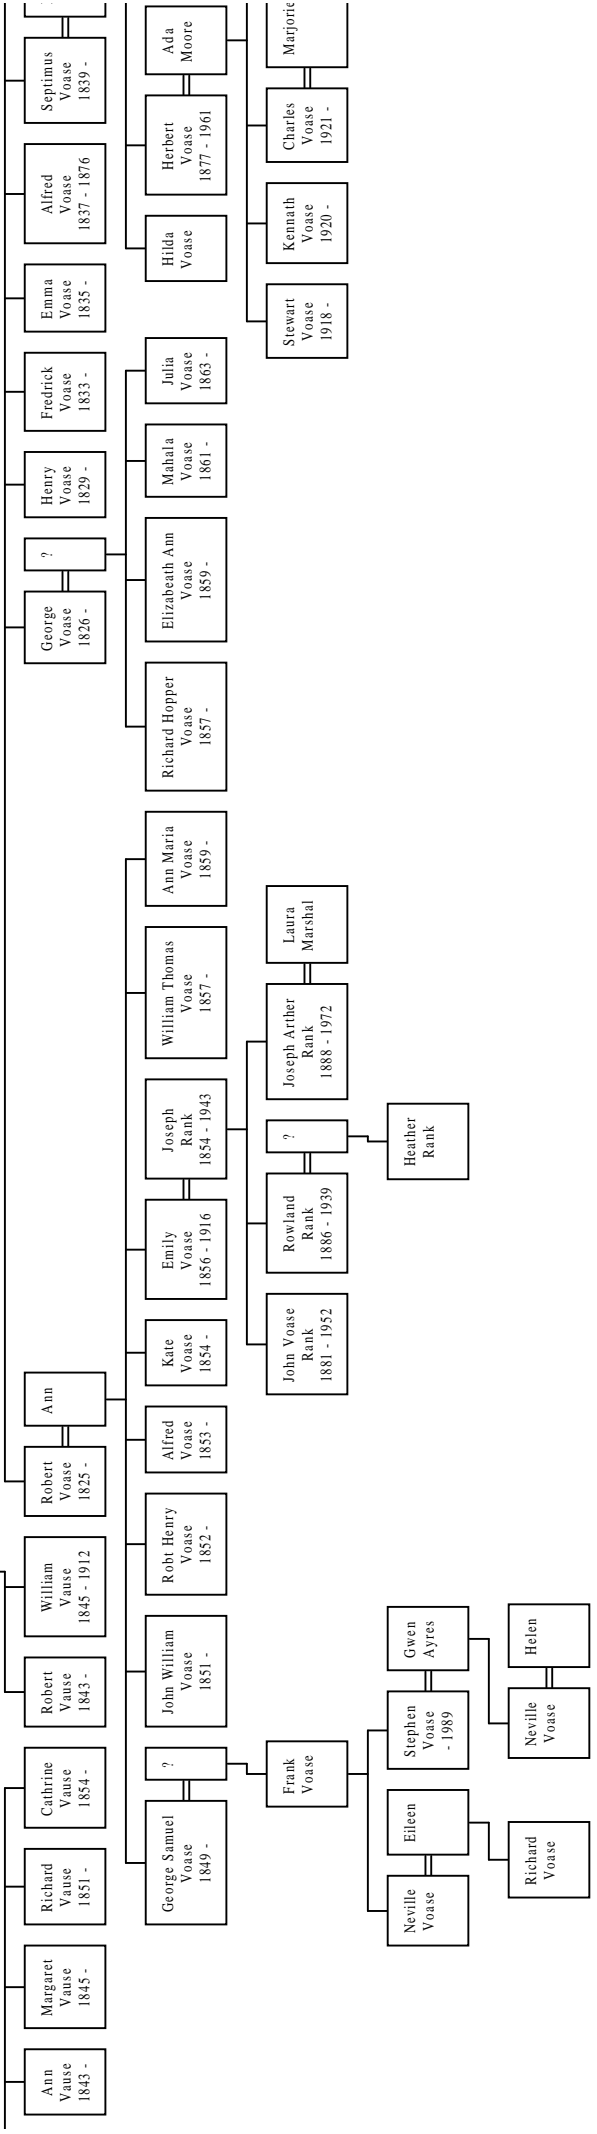 Septimus
Voase
1839 -
Alfred
Voase
1837 - 1876
Emma
Voase
1835 -
Fredrick
Voase
1833 -
Henry
Voase
1829 -
?
George
Voase
1826 -
Ann
Robert
Voase
1825 -
William
Vause
1845 - 1912
Robert
Vause
1843 -
Cathrine
Vause
1854 -
Richard
Vause
1851 -
Margaret
Vause
1845 -
Ann
Vause
1843 -
Ada
Moore
Herbert
Voase
1877 - 1961
Hilda
Voase
Julia
Voase
1863 -
Mahala
Voase
1861 -
Elizabeath Ann
Voase
1859 -
Richard Hopper
Voase
1857 -
Ann Maria
Voase
1859 -
William Thomas
Voase
1857 -
Joseph
Rank
1854 - 1943
Emily
Voase
1856 - 1916
Kate
Voase
1854 -
Alfred
Voase
1853 -
Robt Henry
Voase
1852 -
John William
Voase
1851 -
?
George Samuel
Voase
1849 -
Marjorie
Charles
Voase
1921 -
Kennath
Voase
1920 -
Stewart
Voase
1918 -
Laura
Marshal
Joseph Arther
Rank
1888 - 1972
?
Rowland
Rank
1886 - 1939
John Voase
Rank
1881 - 1952
Frank
Voase
Heather
Rank
Gwen
Ayres
Stephen
Voase
- 1989
Eileen
Neville
Voase
Helen
Neville
Voase
Richard
Voase